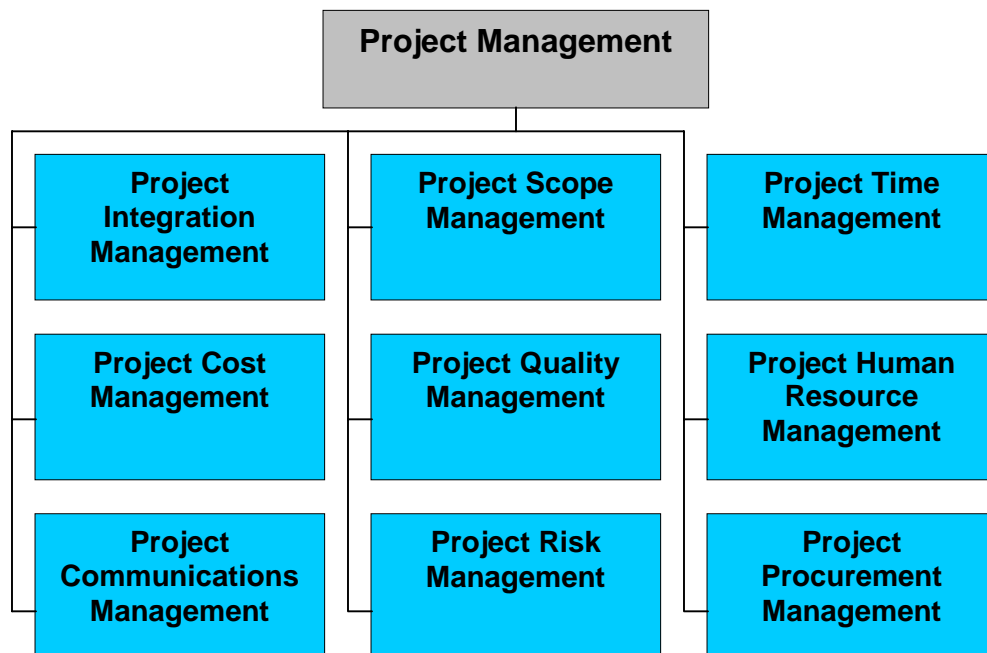 Project Management
Project
Integration
Management
Project Scope
Management
Project Time
Management
Project Cost
Management
Project Quality
Management
Project Human
Resource
Management
Project
Communications
Management
Project Risk
Management
Project
Procurement
Management